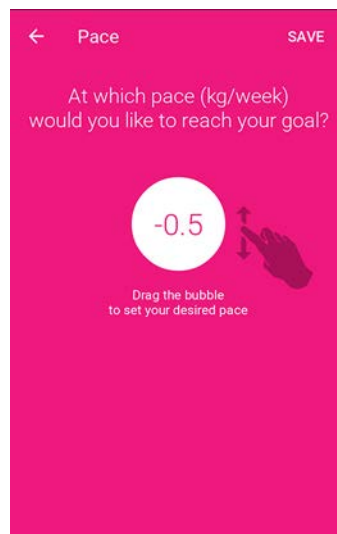 Pace
SAVE
At which pace (kg/week)
would you like to reach your goal?
-0.5
Drag the bubble
to set your desired pace